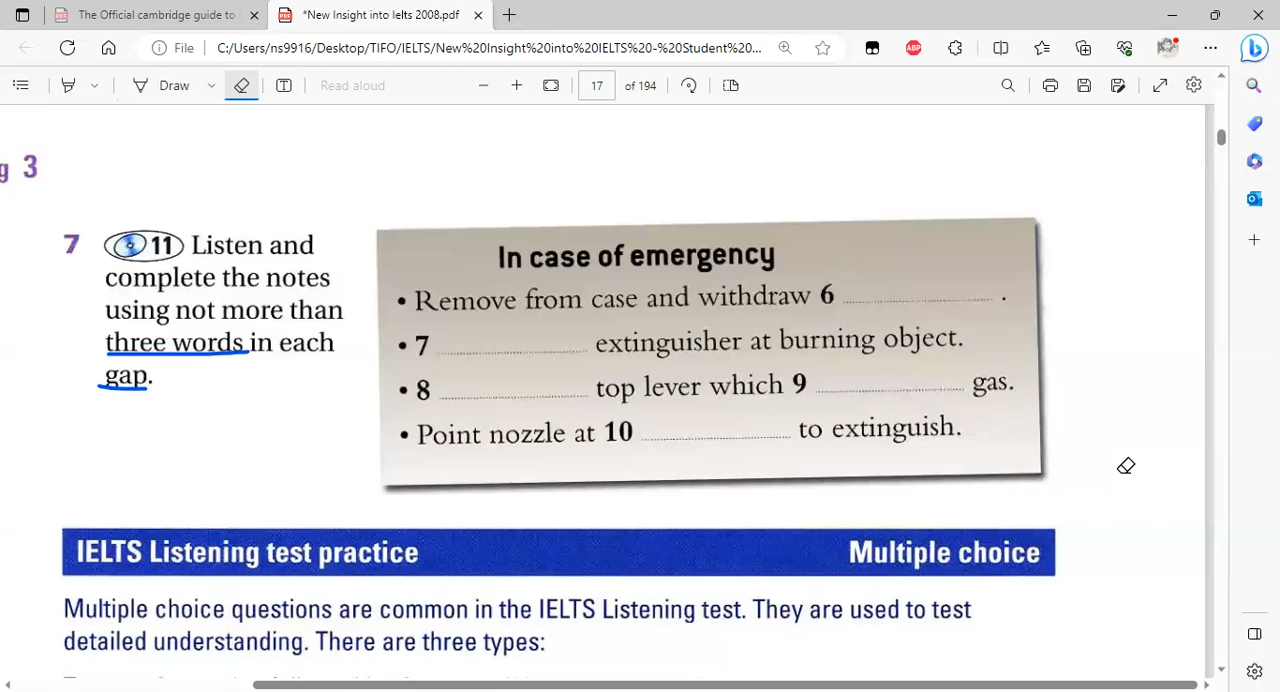 The Official cambridge guide to
*New Insight into Ielts 2008.pdf
File
C:/Users/ns9916/Desktop/TIFO/IELTS/New%20Insight%20into%20IELTS%20-%20Student%20...
ABP
Draw
Read aloud
17
of 194
g 3
7 11 Listen and
complete the notes
using not more than
three words in each
gap.
In case of emergency
• Remove from case and withdraw 6 .................... .
• 7 .................... extinguisher at burning object.
• 8 .................... top lever which 9 .................... gas.
• Point nozzle at 10 .................... to extinguish.
IELTS Listening test practice Multiple choice
Multiple choice questions are common in the IELTS Listening test. They are used to test
detailed understanding. There are three types: